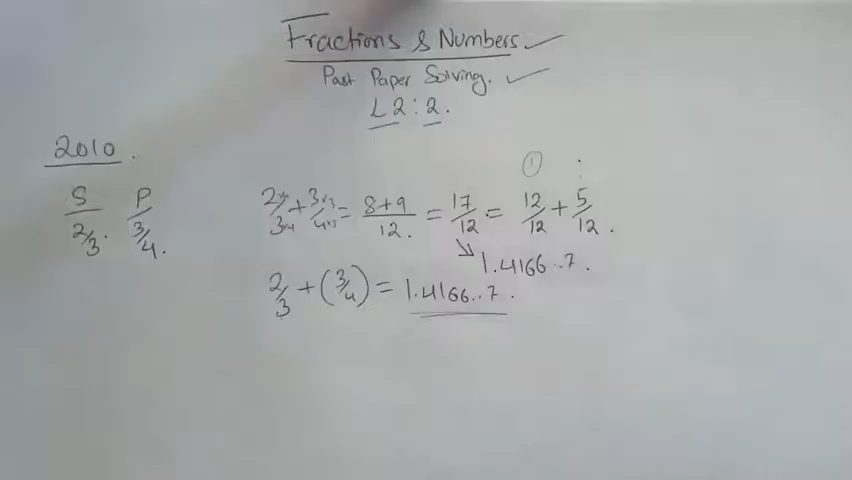 Fractions & Numbers
Past Paper Solving.
L2 : 2.
2010.
S P
2/3. 3/4.
①
2×4/3×4 + 3×3/4×3 = 8+9/12. = 17/12 = 12/12 + 5/12.
1.4166..7.
2/3 + (3/4) = 1.4166..7.